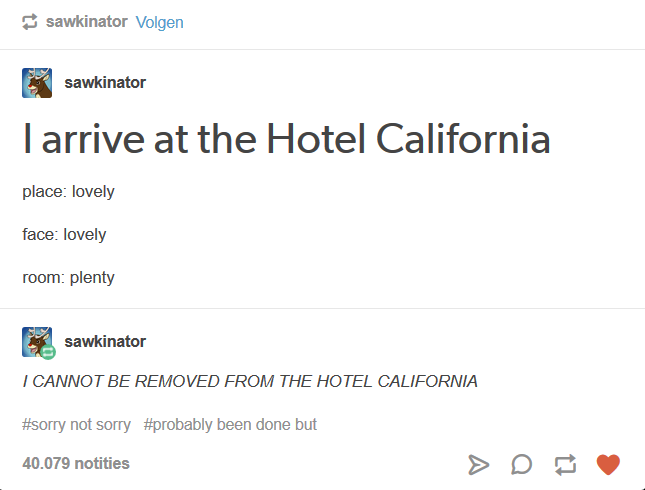 sawkinator Volgen
sawkinator
I arrive at the Hotel California
place: lovely
face: lovely
room: plenty
sawkinator
I CANNOT BE REMOVED FROM THE HOTEL CALIFORNIA
#sorry not sorry #probably been done but
40.079 notities